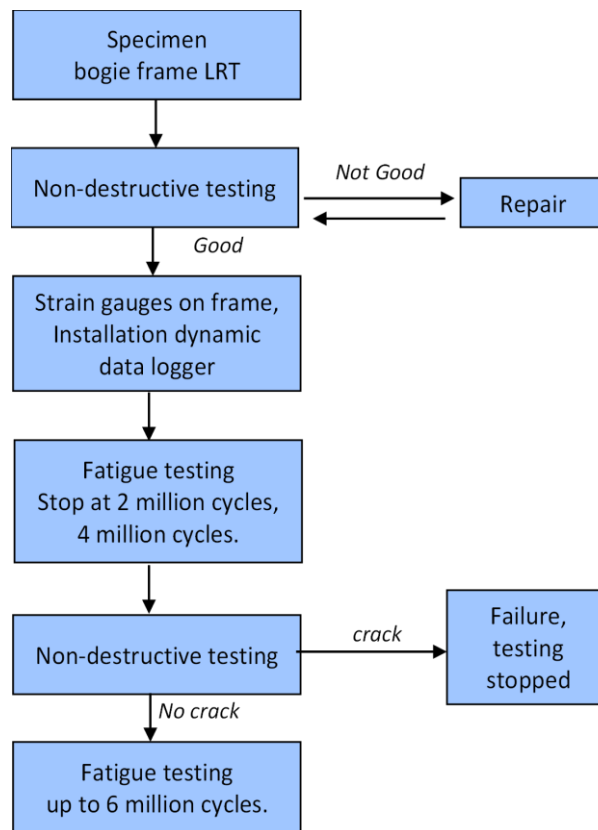 Specimen
bogie frame LRT
Non-destructive testing
Not Good
Repair
Good
Strain gauges on frame,
Installation dynamic
data logger
Fatigue testing
Stop at 2 million cycles,
4 million cycles.
Non-destructive testing
crack
Failure,
testing
stopped
No crack
Fatigue testing
up to 6 million cycles.